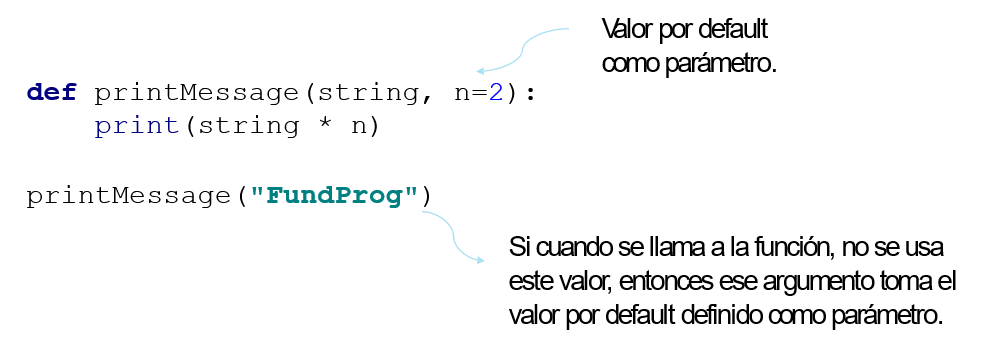 Valor por default
como parámetro.
def printMessage(string, n=2):
    print(string * n)
printMessage("FundProg")
Si cuando se llama a la función, no se usa
este valor, entonces ese argumento toma el
valor por default definido como parámetro.